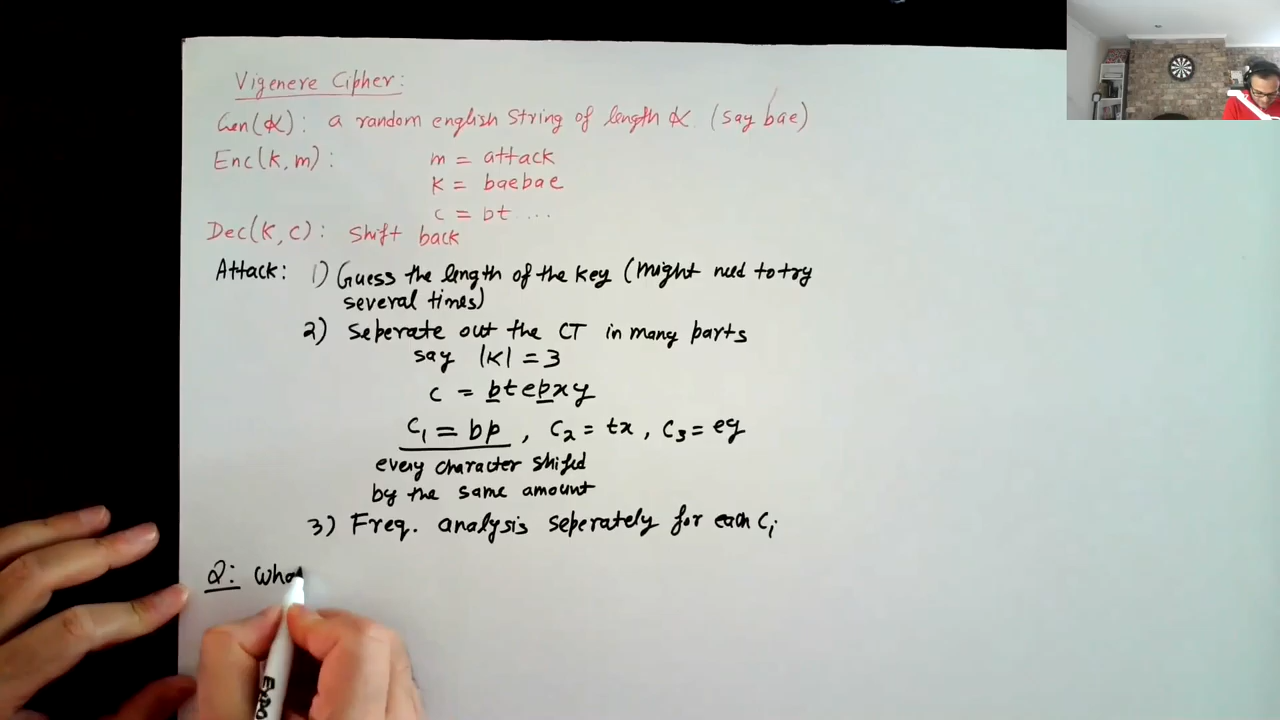 Vigenere Cipher:
Gen(K): a random english string of length K (say bae)
Enc(K, m): m = attack
K = baebae
c = bt ...
Dec(K, c): shift back
Attack: 1) Guess the length of the key (might need to try
several times)
2) Seperate out the CT in many parts
say |K| = 3
c = btepxy
C1 = bp, C2 = tx, C3 = ey
every character shifted
by the same amount
3) Freq. analysis seperately for each Ci
Q: What
EXPO